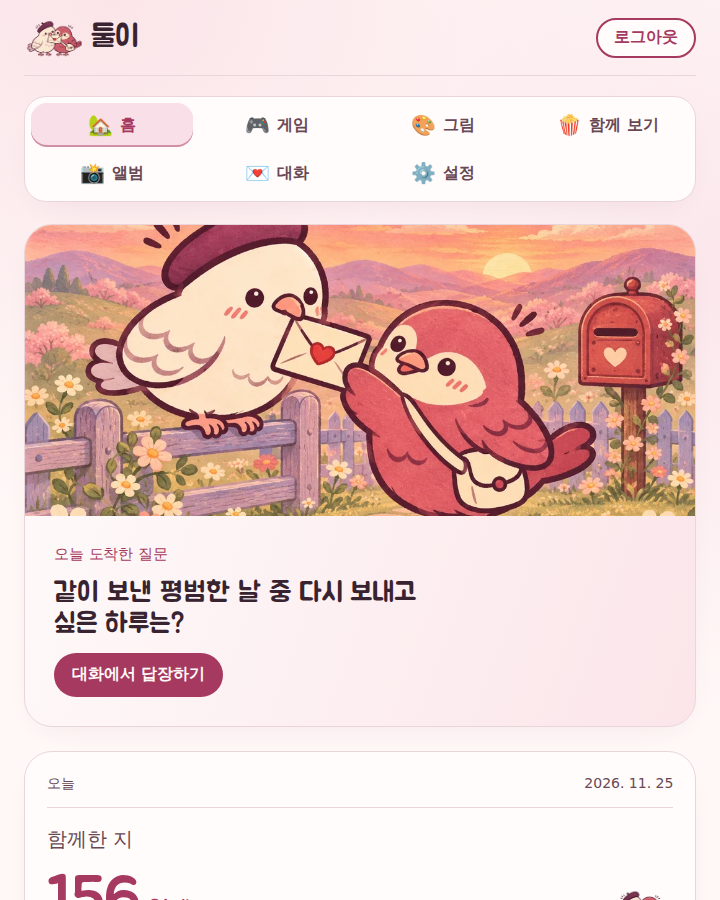 둘이
로그아웃
홈
게임
그림
함께 보기
앨범
대화
설정
오늘 도착한 질문
같이 보낸 평범한 날 중 다시 보내고
싶은 하루는?
대화에서 답장하기
오늘
2026. 11. 25
함께한 지
156